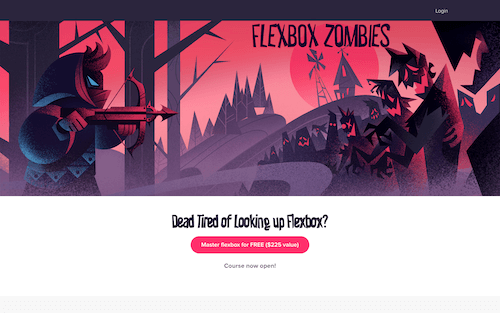 Login
FLEXBOX ZOMBIES
Dead Tired of Looking up Flexbox?
Master flexbox for FREE ($225 value)
Course now open!